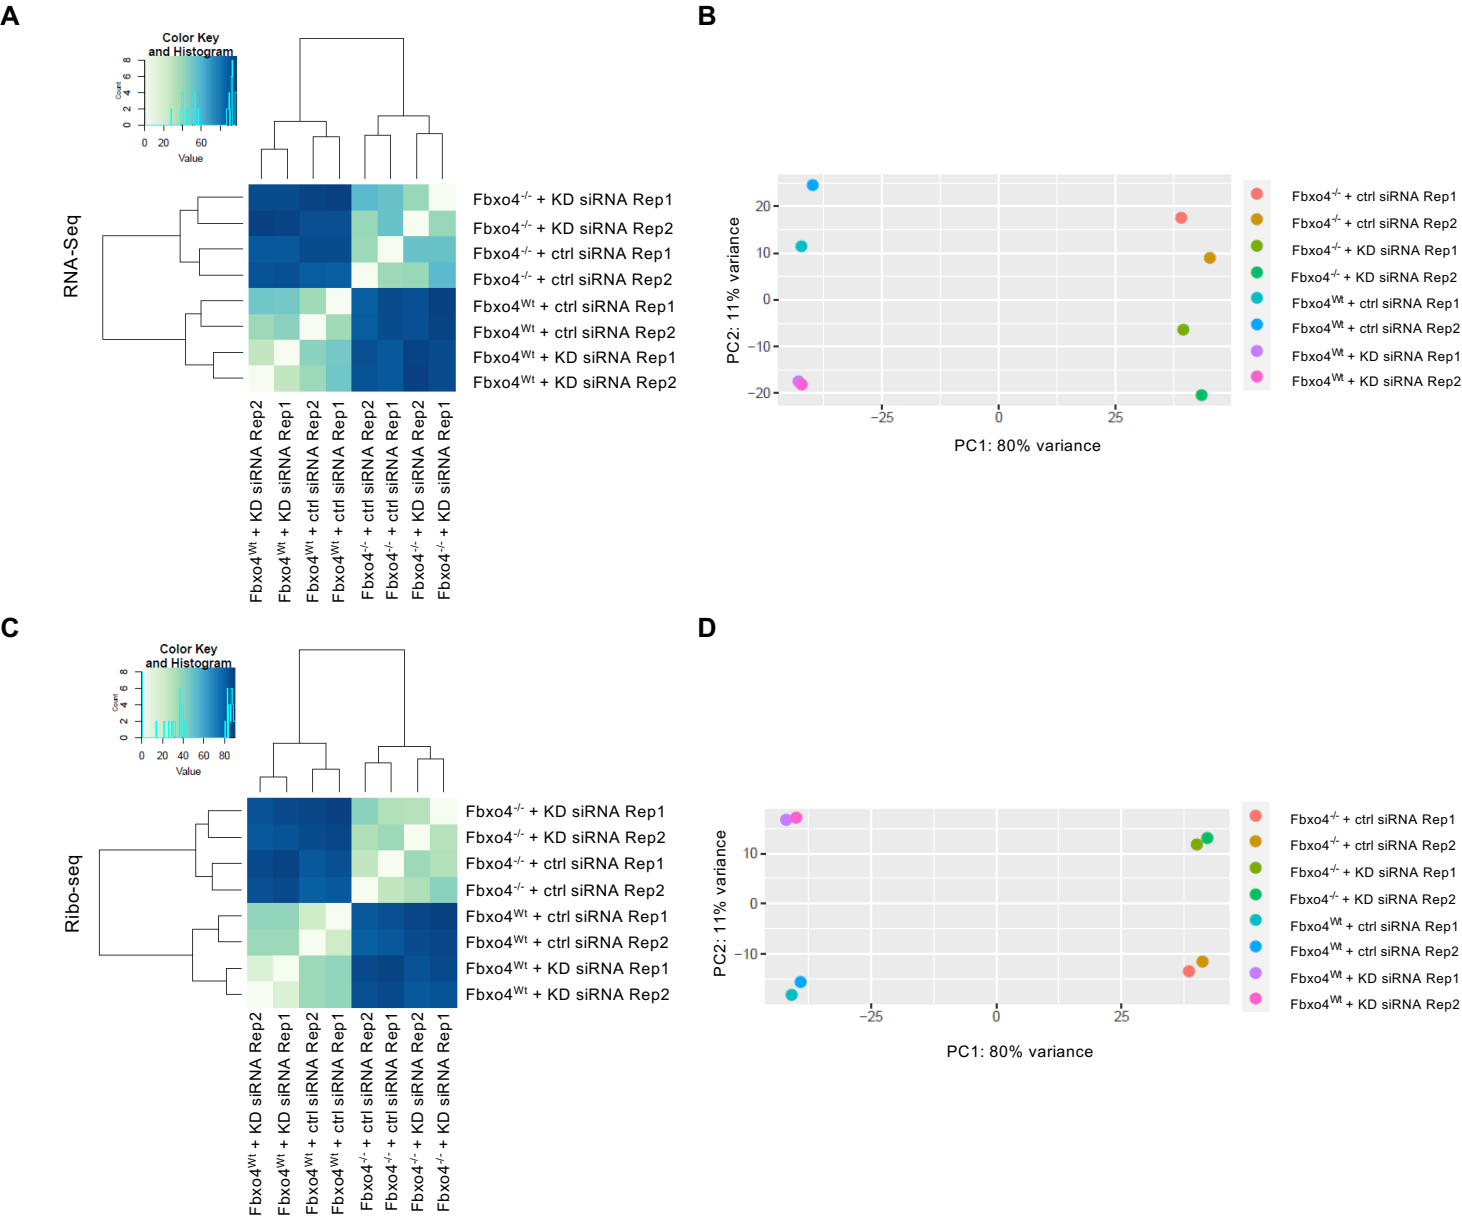 A
Color Key
and Histogram
Count
0 2 4 6 8
0 20 60
Value
RNA-Seq
Fbxo4-/- + KD siRNA Rep1
Fbxo4-/- + KD siRNA Rep2
Fbxo4-/- + ctrl siRNA Rep1
Fbxo4-/- + ctrl siRNA Rep2
Fbxo4Wt + ctrl siRNA Rep1
Fbxo4Wt + ctrl siRNA Rep2
Fbxo4Wt + KD siRNA Rep1
Fbxo4Wt + KD siRNA Rep2
Fbxo4Wt + KD siRNA Rep2
Fbxo4Wt + KD siRNA Rep1
Fbxo4Wt + ctrl siRNA Rep2
Fbxo4Wt + ctrl siRNA Rep1
Fbxo4-/- + ctrl siRNA Rep2
Fbxo4-/- + ctrl siRNA Rep1
Fbxo4-/- + KD siRNA Rep2
Fbxo4-/- + KD siRNA Rep1
B
PC2: 11% variance
20
10
0
−10
−20
−25 0 25
PC1: 80% variance
Fbxo4-/- + ctrl siRNA Rep1
Fbxo4-/- + ctrl siRNA Rep2
Fbxo4-/- + KD siRNA Rep1
Fbxo4-/- + KD siRNA Rep2
Fbxo4Wt + ctrl siRNA Rep1
Fbxo4Wt + ctrl siRNA Rep2
Fbxo4Wt + KD siRNA Rep1
Fbxo4Wt + KD siRNA Rep2
C
Color Key
and Histogram
Count
0 2 4 6 8
0 20 40 60 80
Value
Ribo-seq
Fbxo4-/- + KD siRNA Rep1
Fbxo4-/- + KD siRNA Rep2
Fbxo4-/- + ctrl siRNA Rep1
Fbxo4-/- + ctrl siRNA Rep2
Fbxo4Wt + ctrl siRNA Rep1
Fbxo4Wt + ctrl siRNA Rep2
Fbxo4Wt + KD siRNA Rep1
Fbxo4Wt + KD siRNA Rep2
Fbxo4Wt + KD siRNA Rep2
Fbxo4Wt + KD siRNA Rep1
Fbxo4Wt + ctrl siRNA Rep2
Fbxo4Wt + ctrl siRNA Rep1
Fbxo4-/- + ctrl siRNA Rep2
Fbxo4-/- + ctrl siRNA Rep1
Fbxo4-/- + KD siRNA Rep2
Fbxo4-/- + KD siRNA Rep1
D
PC2: 11% variance
10
0
−10
−25 0 25
PC1: 80% variance
Fbxo4-/- + ctrl siRNA Rep1
Fbxo4-/- + ctrl siRNA Rep2
Fbxo4-/- + KD siRNA Rep1
Fbxo4-/- + KD siRNA Rep2
Fbxo4Wt + ctrl siRNA Rep1
Fbxo4Wt + ctrl siRNA Rep2
Fbxo4Wt + KD siRNA Rep1
Fbxo4Wt + KD siRNA Rep2